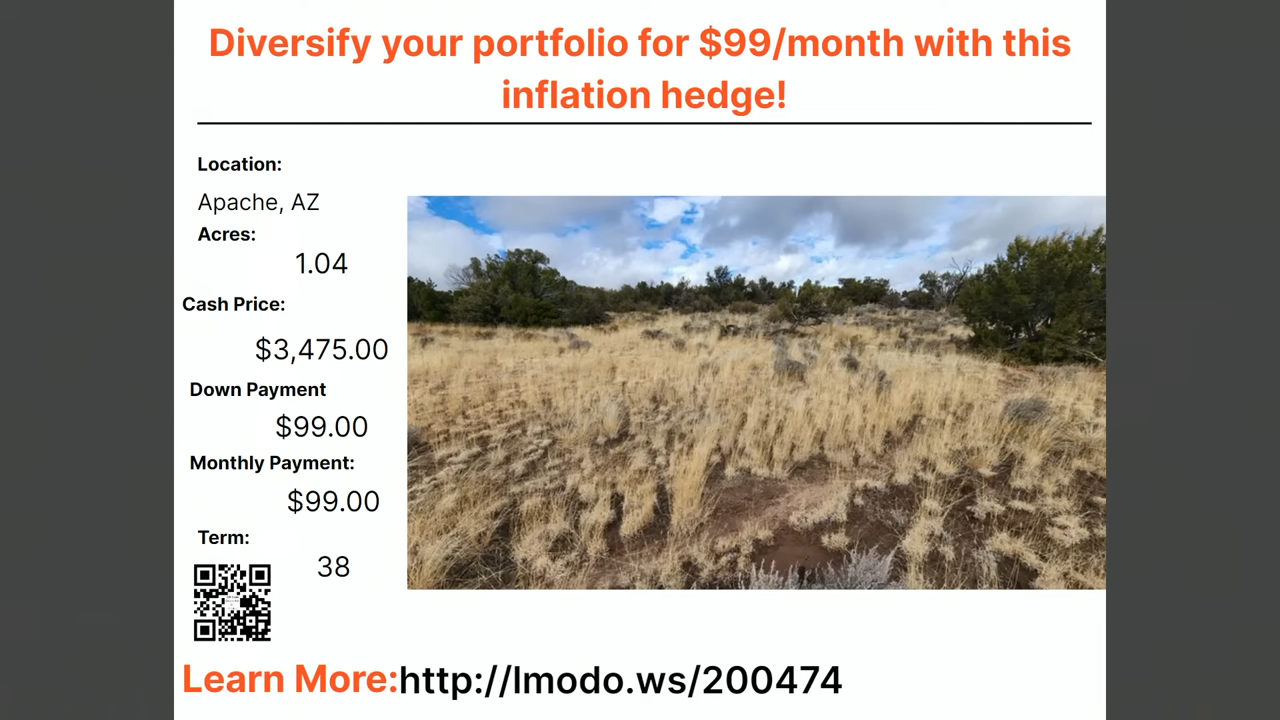 Diversify your portfolio for $99/month with this
inflation hedge!
Location:
Apache, AZ
Acres:
1.04
Cash Price:
$3,475.00
Down Payment
$99.00
Monthly Payment:
$99.00
Term:
38
Learn More:http://lmodo.ws/200474